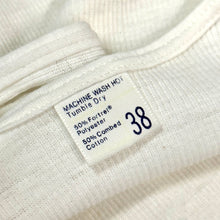 MACHINE WASH HOT
Tumble Dry
50% Fortrel®
Polyester
50% Combed
Cotton
38